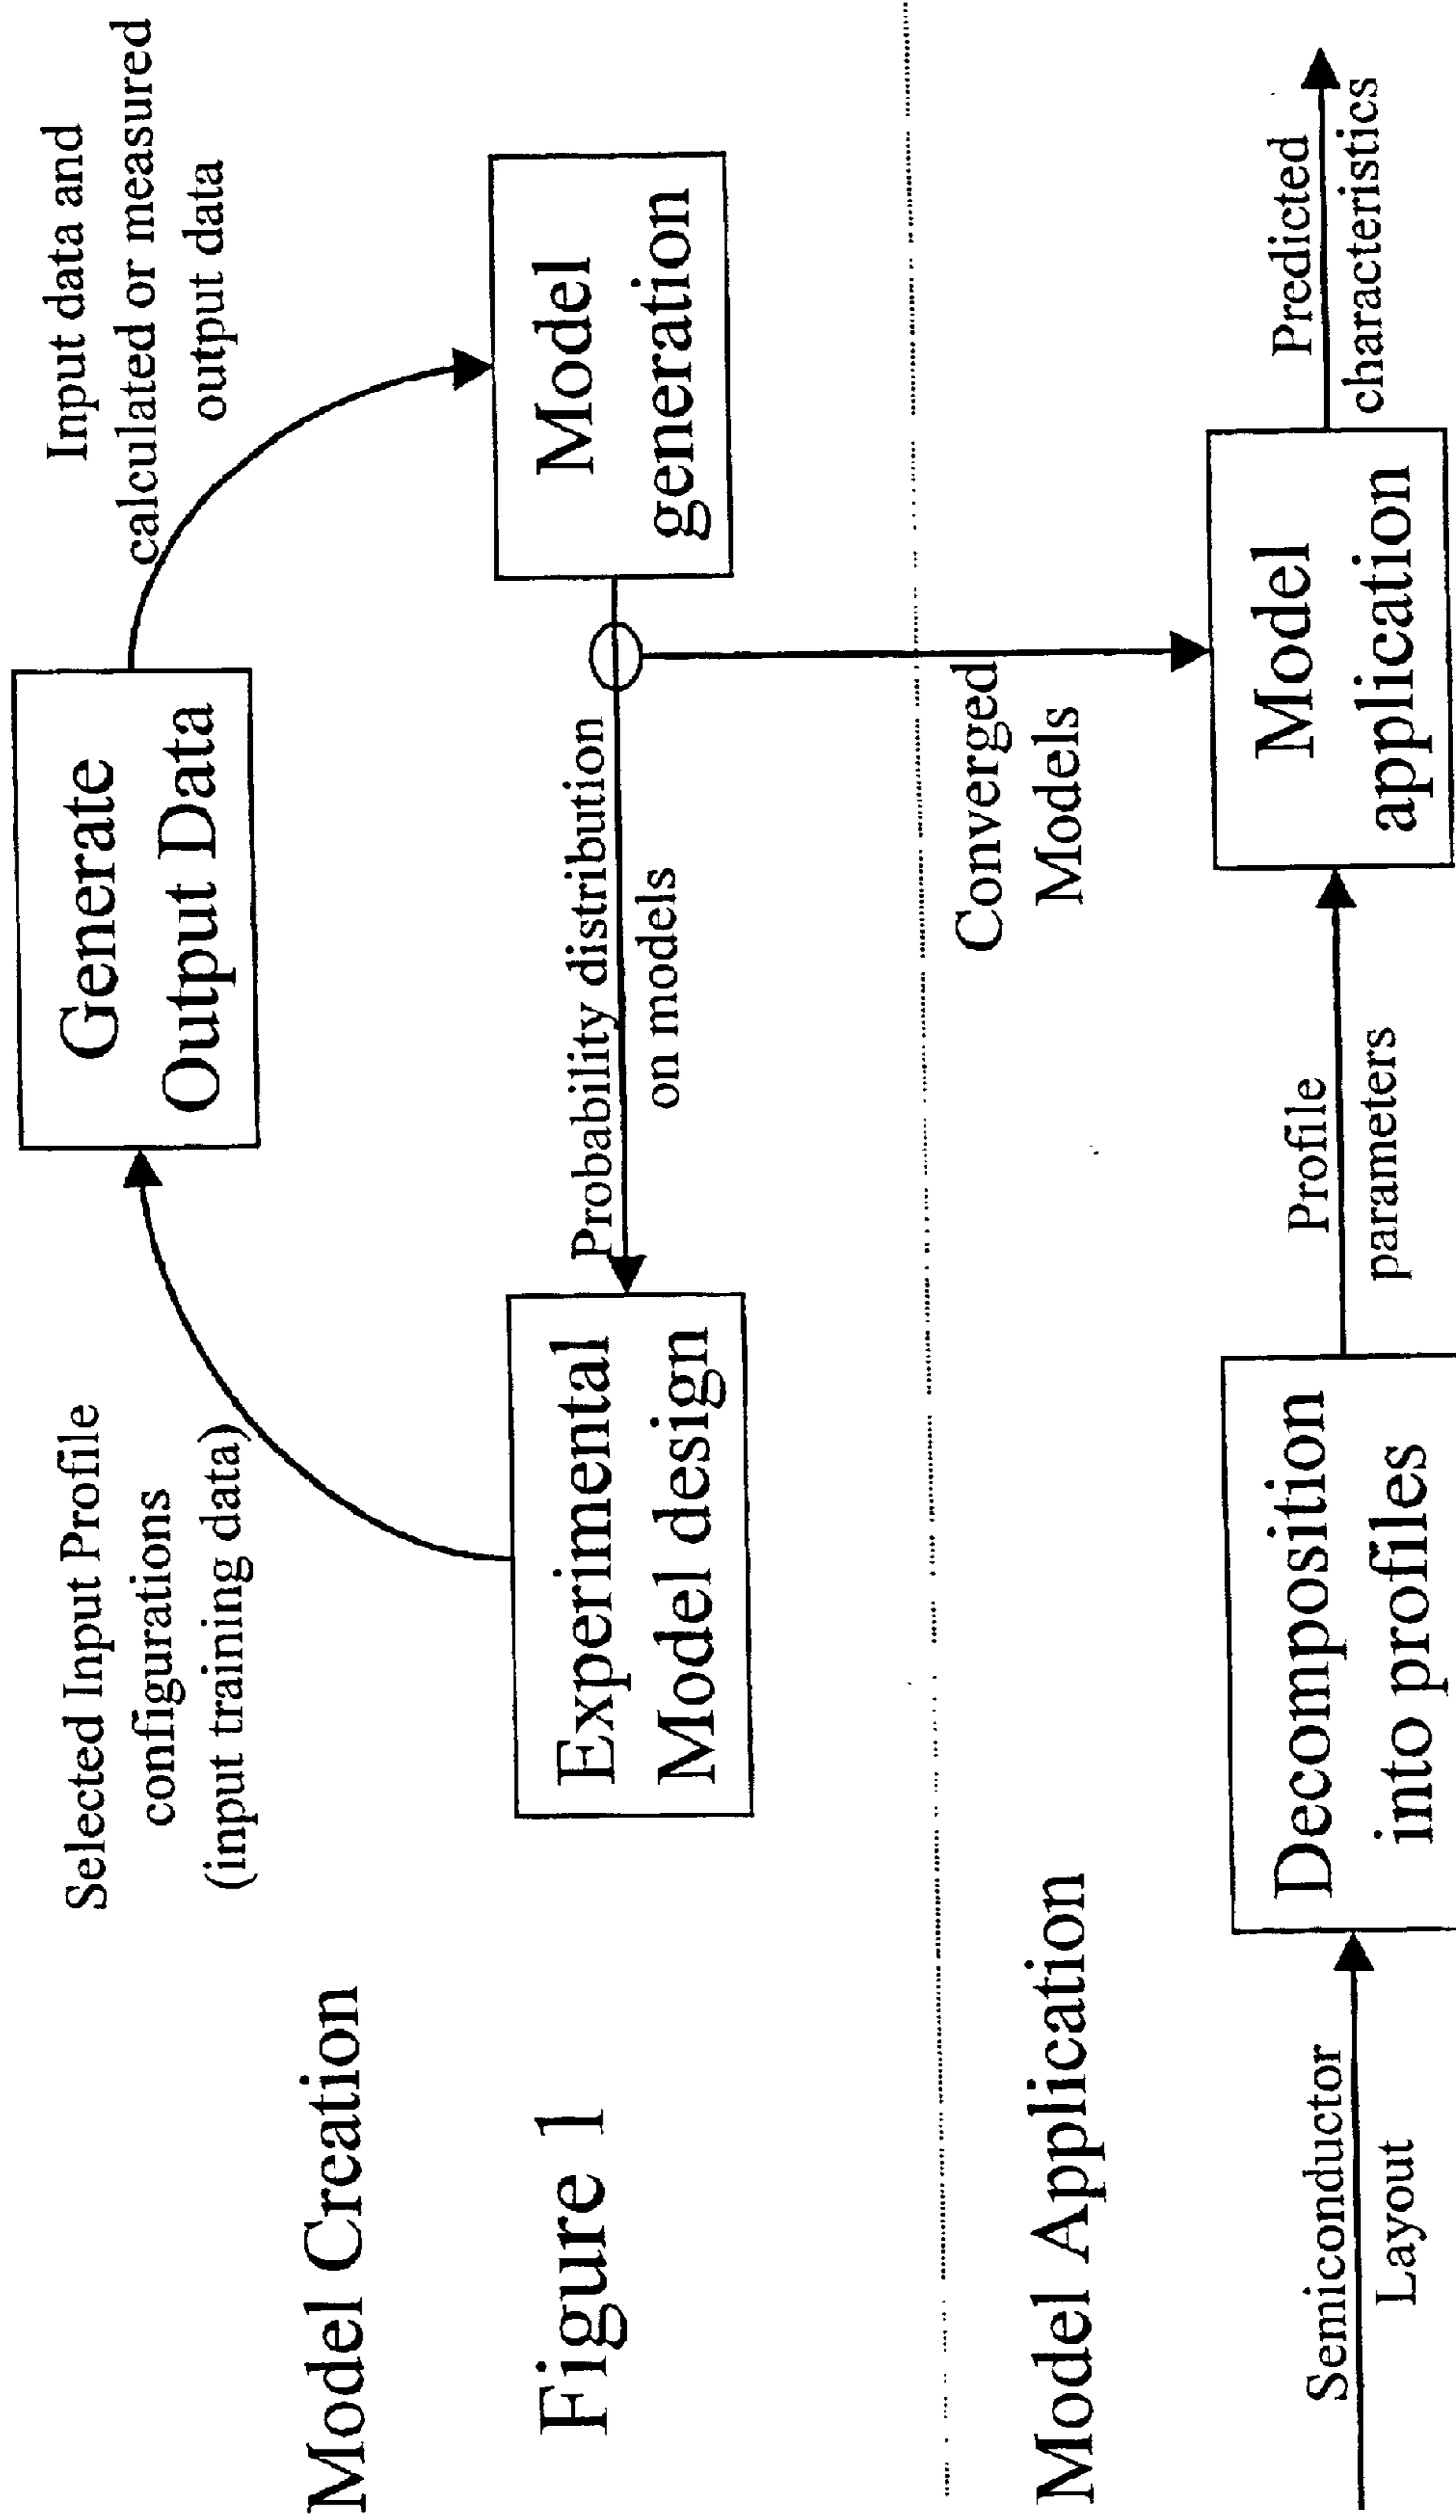 Model Creation
Selected Input Profile
configurations
(input training data)
Generate
Output Data
Input data and
calculated or measured
output data
Figure 1
Experimental
Model design
Probability distribution
on models
Model
generation
Model Application
Converged
Models
Semiconductor
Layout
Decomposition
into profiles
Profile
parameters
Model
application
Predicted
characteristics